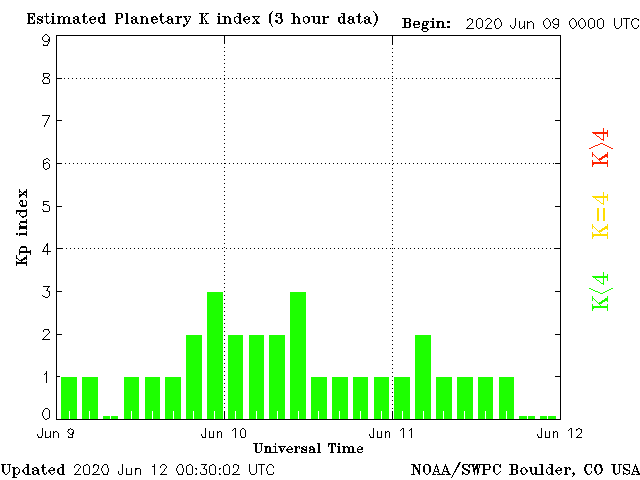 Estimated Planetary K index (3 hour data) Begin: 2020 Jun 09 0000 UTC
9
8
7
6
5
4
3
2
1
0
Kp index
K>4
K=4
K<4
Jun 9 Jun 10 Jun 11 Jun 12
Universal Time
Updated 2020 Jun 12 00:30:02 UTC NOAA/SWPC Boulder, CO USA